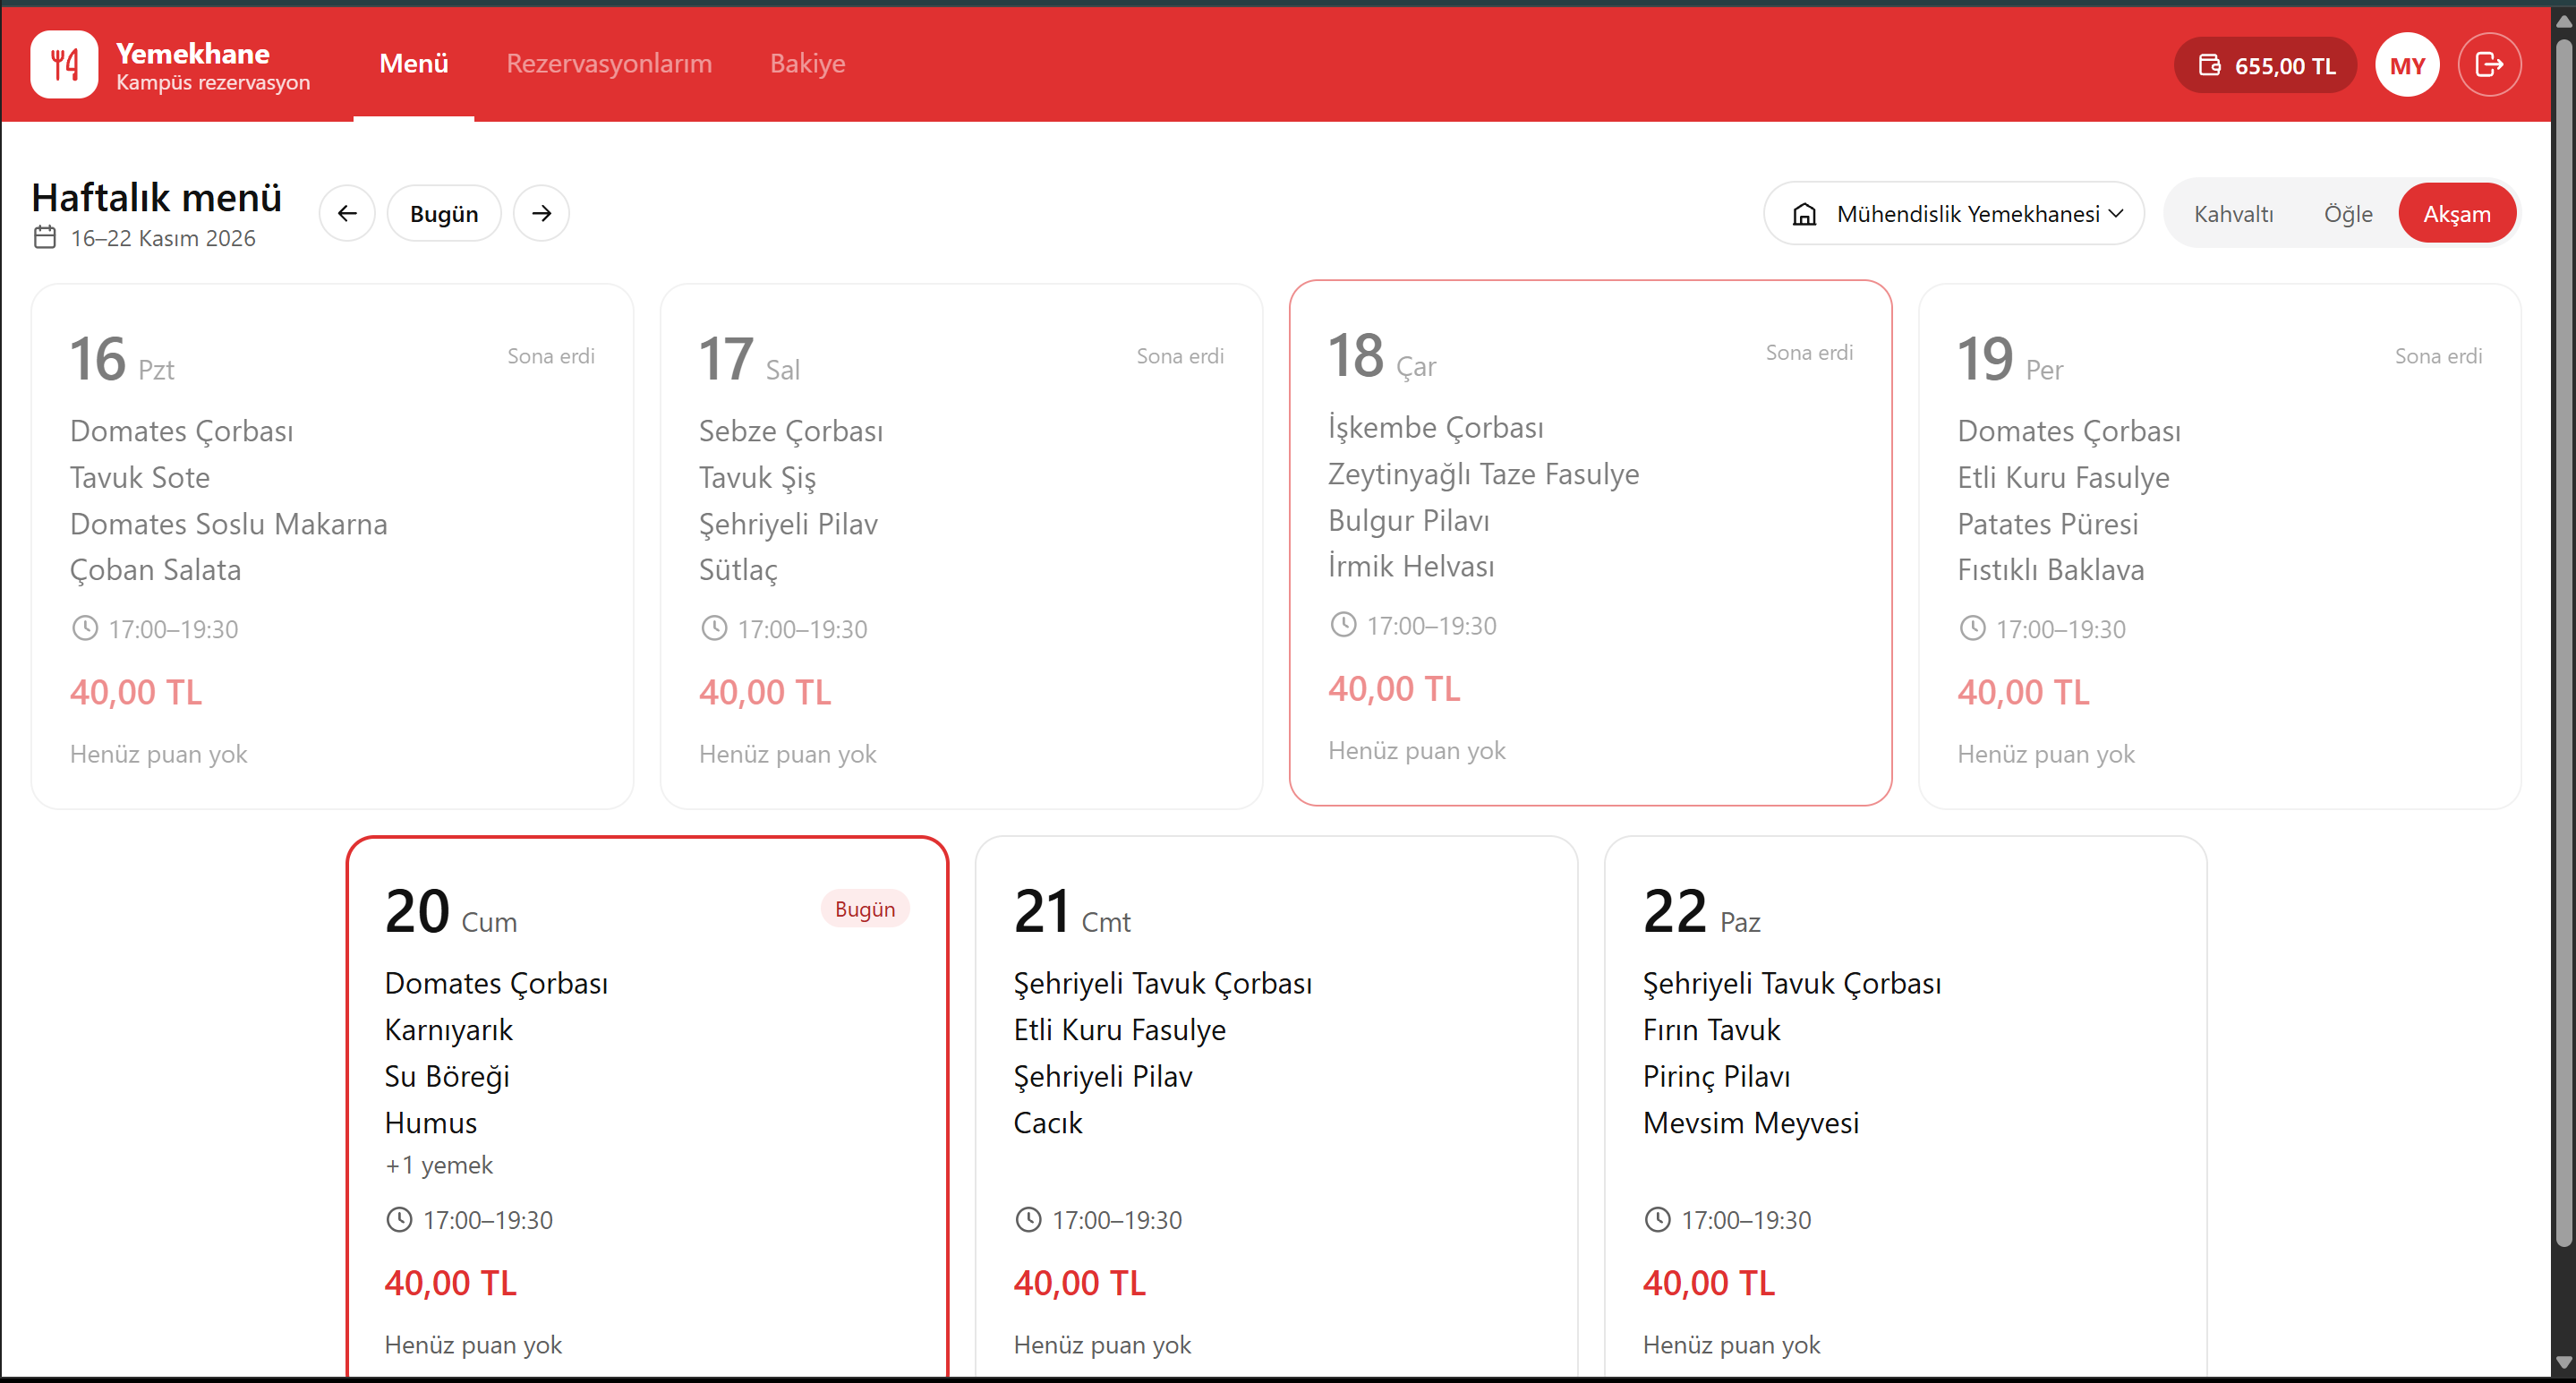 Yemekhane
Kampüs rezervasyon
Menü
Rezervasyonlarım
Bakiye
655,00 TL
MY
Haftalık menü
16–22 Kasım 2026
Bugün
Mühendislik Yemekhanesi
Kahvaltı
Öğle
Akşam
16 Pzt
Sona erdi
Domates Çorbası
Tavuk Sote
Domates Soslu Makarna
Çoban Salata
17:00–19:30
40,00 TL
Henüz puan yok
17 Sal
Sona erdi
Sebze Çorbası
Tavuk Şiş
Şehriyeli Pilav
Sütlaç
17:00–19:30
40,00 TL
Henüz puan yok
18 Çar
Sona erdi
İşkembe Çorbası
Zeytinyağlı Taze Fasulye
Bulgur Pilavı
İrmik Helvası
17:00–19:30
40,00 TL
Henüz puan yok
19 Per
Sona erdi
Domates Çorbası
Etli Kuru Fasulye
Patates Püresi
Fıstıklı Baklava
17:00–19:30
40,00 TL
Henüz puan yok
20 Cum
Bugün
Domates Çorbası
Karnıyarık
Su Böreği
Humus
+1 yemek
17:00–19:30
40,00 TL
Henüz puan yok
21 Cmt
Şehriyeli Tavuk Çorbası
Etli Kuru Fasulye
Şehriyeli Pilav
Cacık
17:00–19:30
40,00 TL
Henüz puan yok
22 Paz
Şehriyeli Tavuk Çorbası
Fırın Tavuk
Pirinç Pilavı
Mevsim Meyvesi
17:00–19:30
40,00 TL
Henüz puan yok